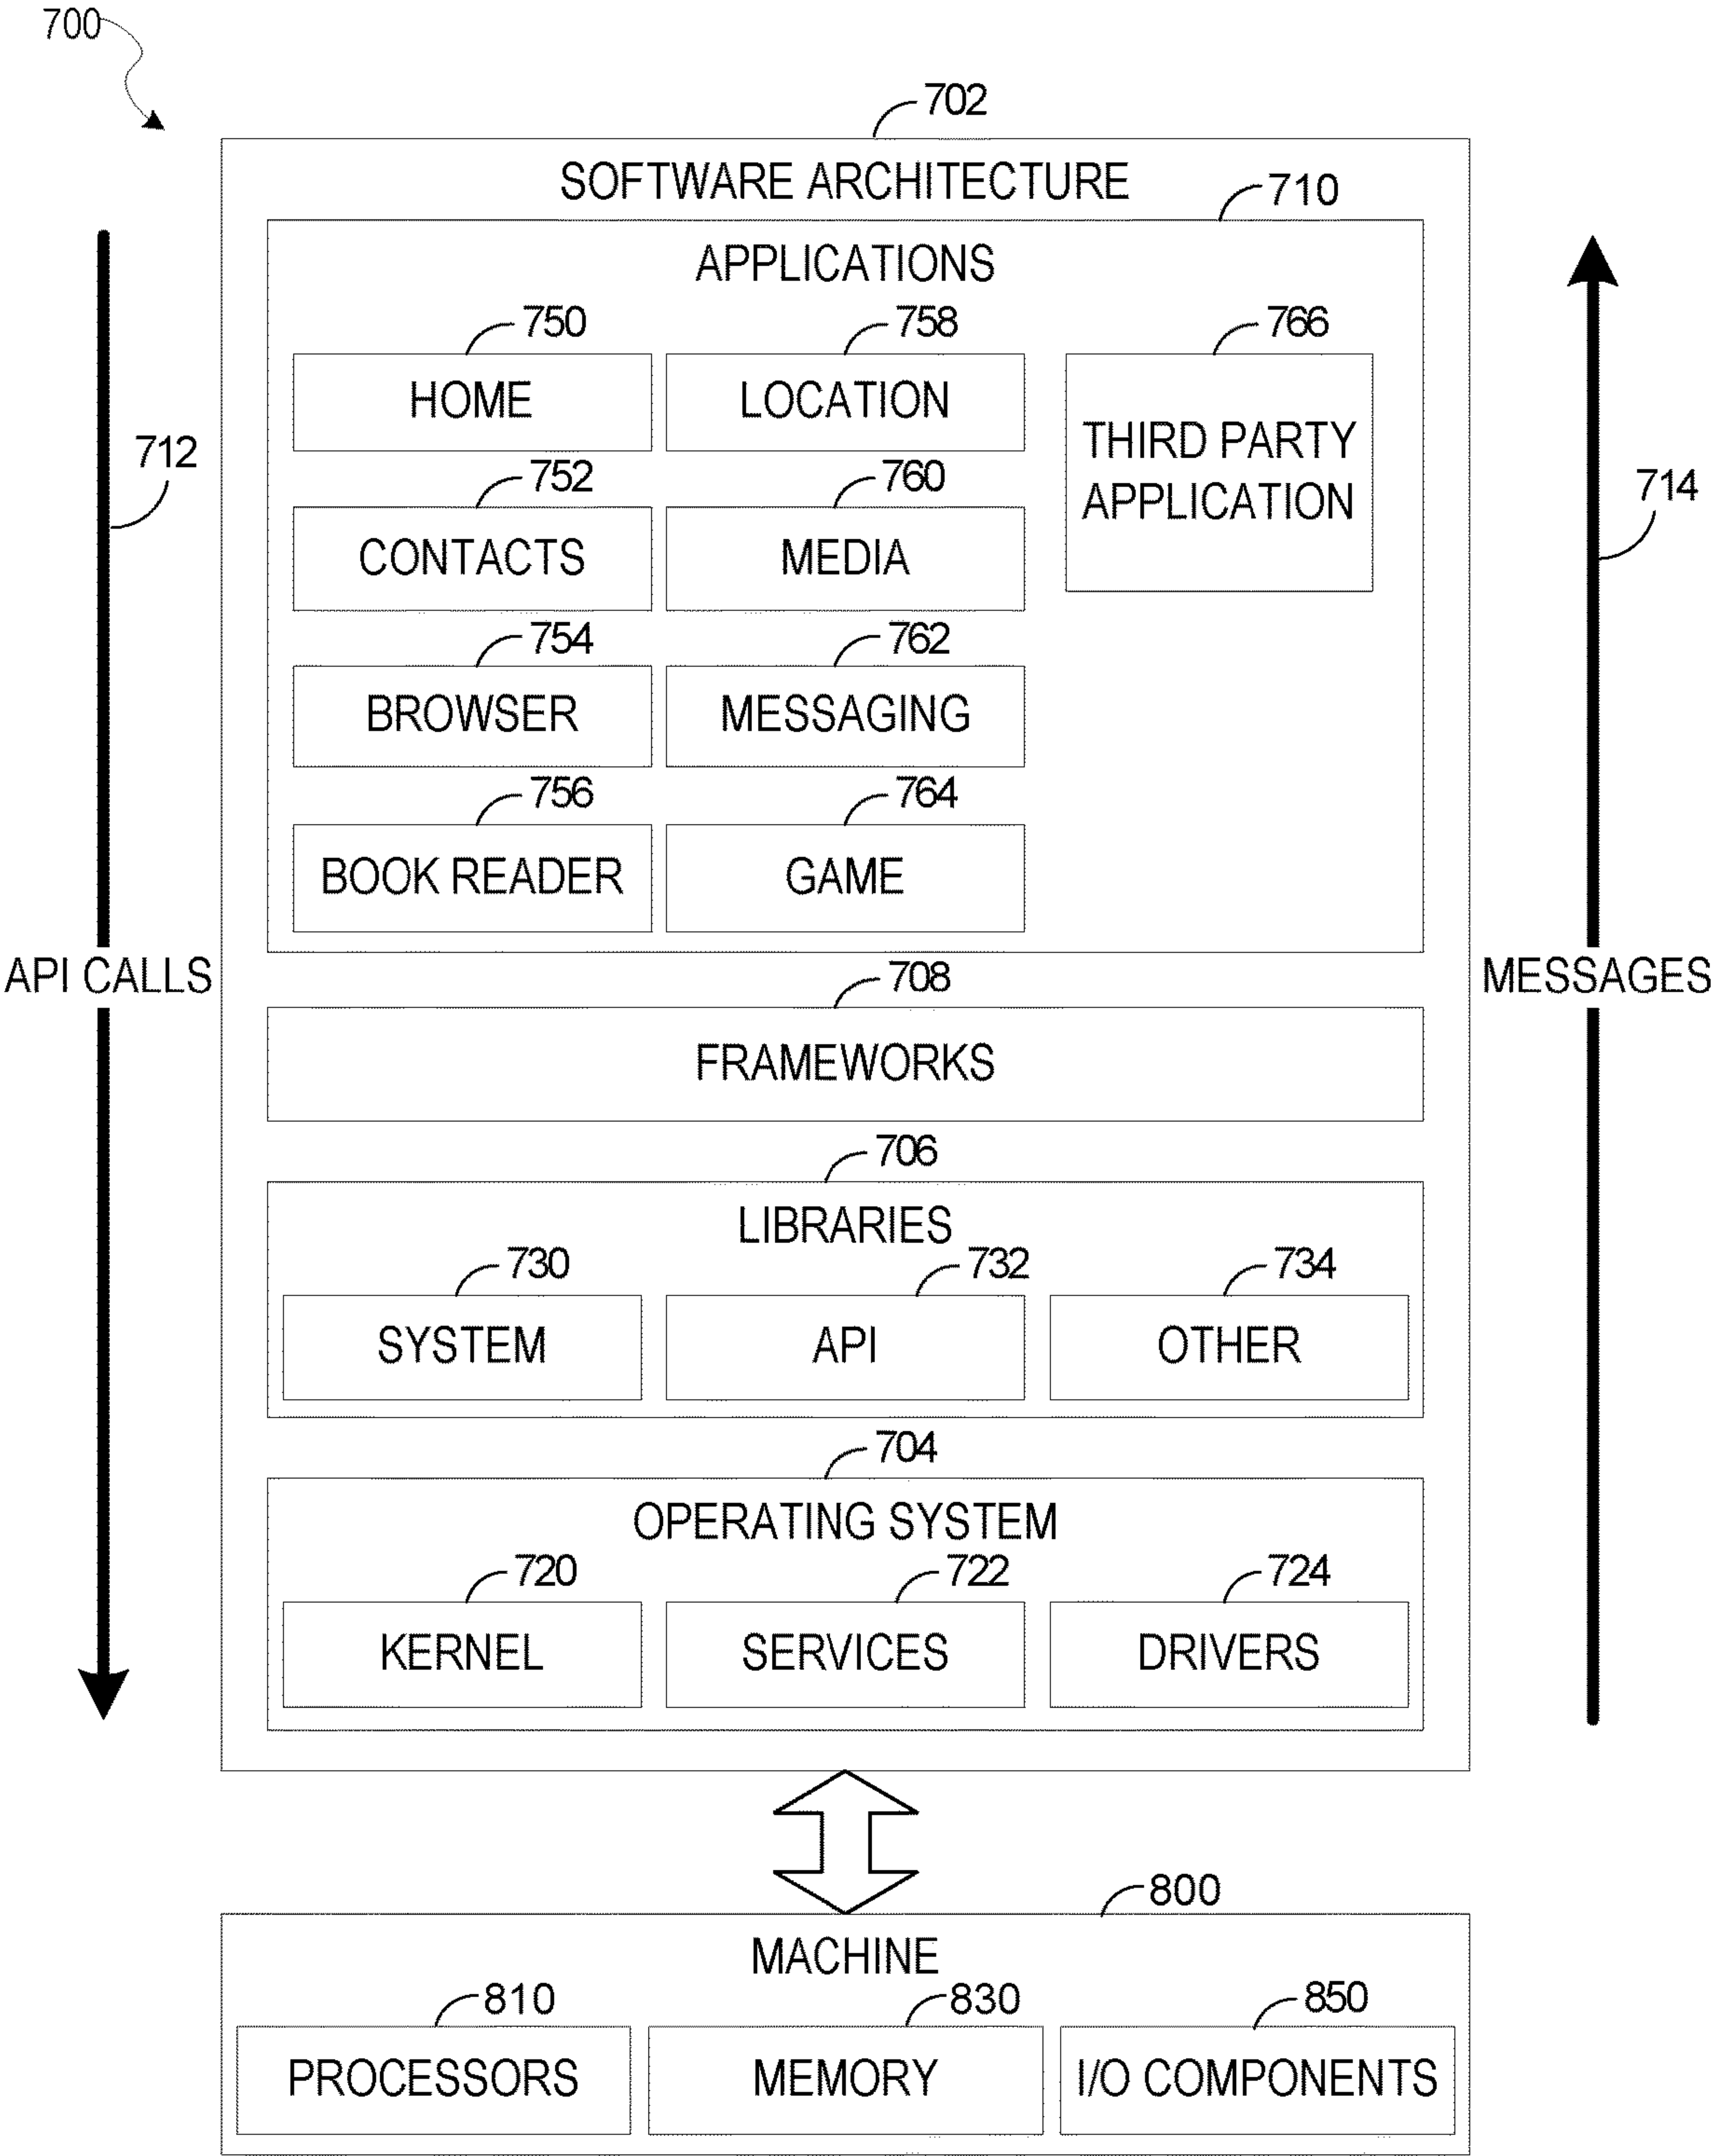 700
702
SOFTWARE ARCHITECTURE
710
APPLICATIONS
750
758
766
HOME
LOCATION
THIRD PARTY
APPLICATION
712
752
760
714
CONTACTS
MEDIA
754
762
BROWSER
MESSAGING
756
764
BOOK READER
GAME
API CALLS
MESSAGES
708
FRAMEWORKS
706
LIBRARIES
730
732
734
SYSTEM
API
OTHER
704
OPERATING SYSTEM
720
722
724
KERNEL
SERVICES
DRIVERS
800
MACHINE
810
830
850
PROCESSORS
MEMORY
I/O COMPONENTS